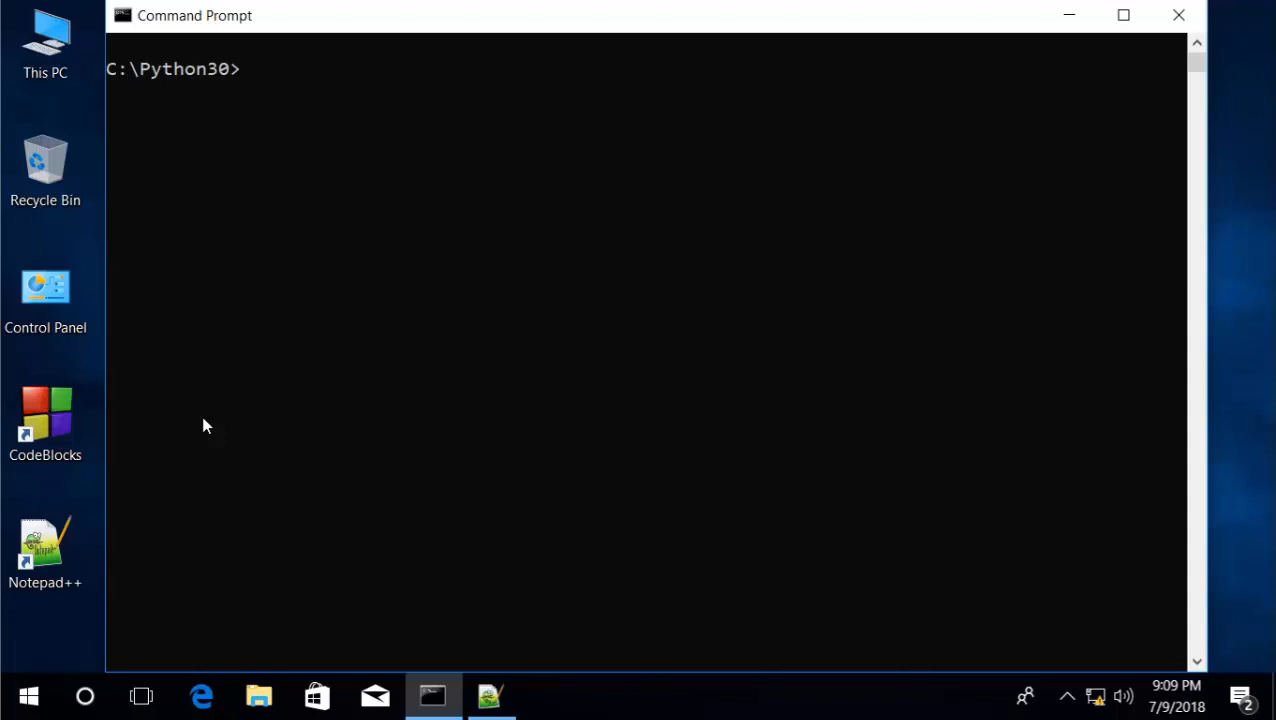 Command Prompt
C:\Python30>
This PC
Recycle Bin
Control Panel
CodeBlocks
Notepad++
9:09 PM
7/9/2018
2